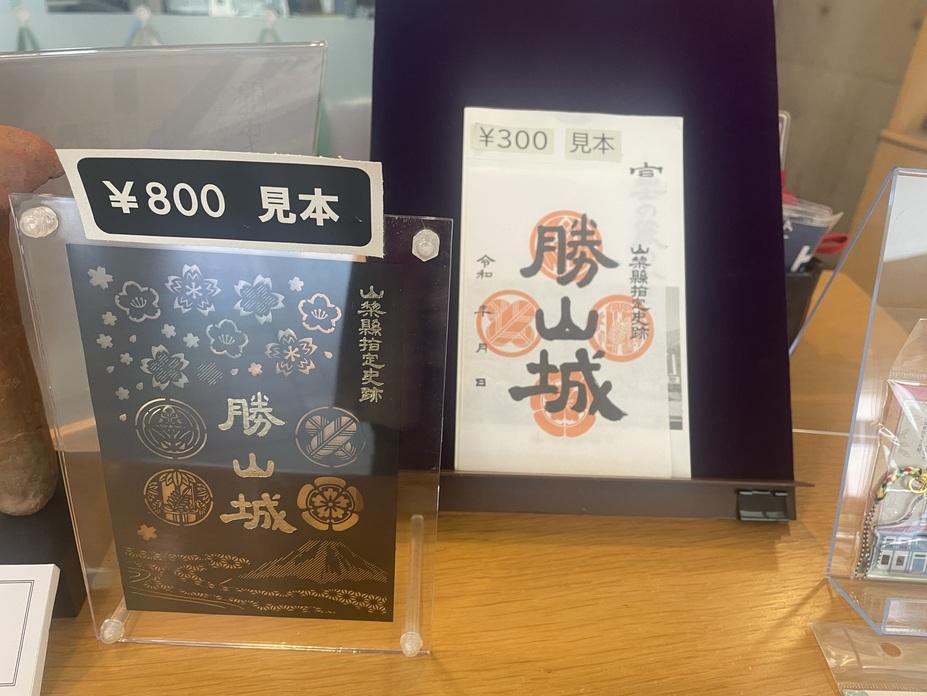 ¥800 見本
山梨縣指定史跡
勝
山
城
¥300 見本
山梨縣指定史跡
勝山城
令和 年 月 日